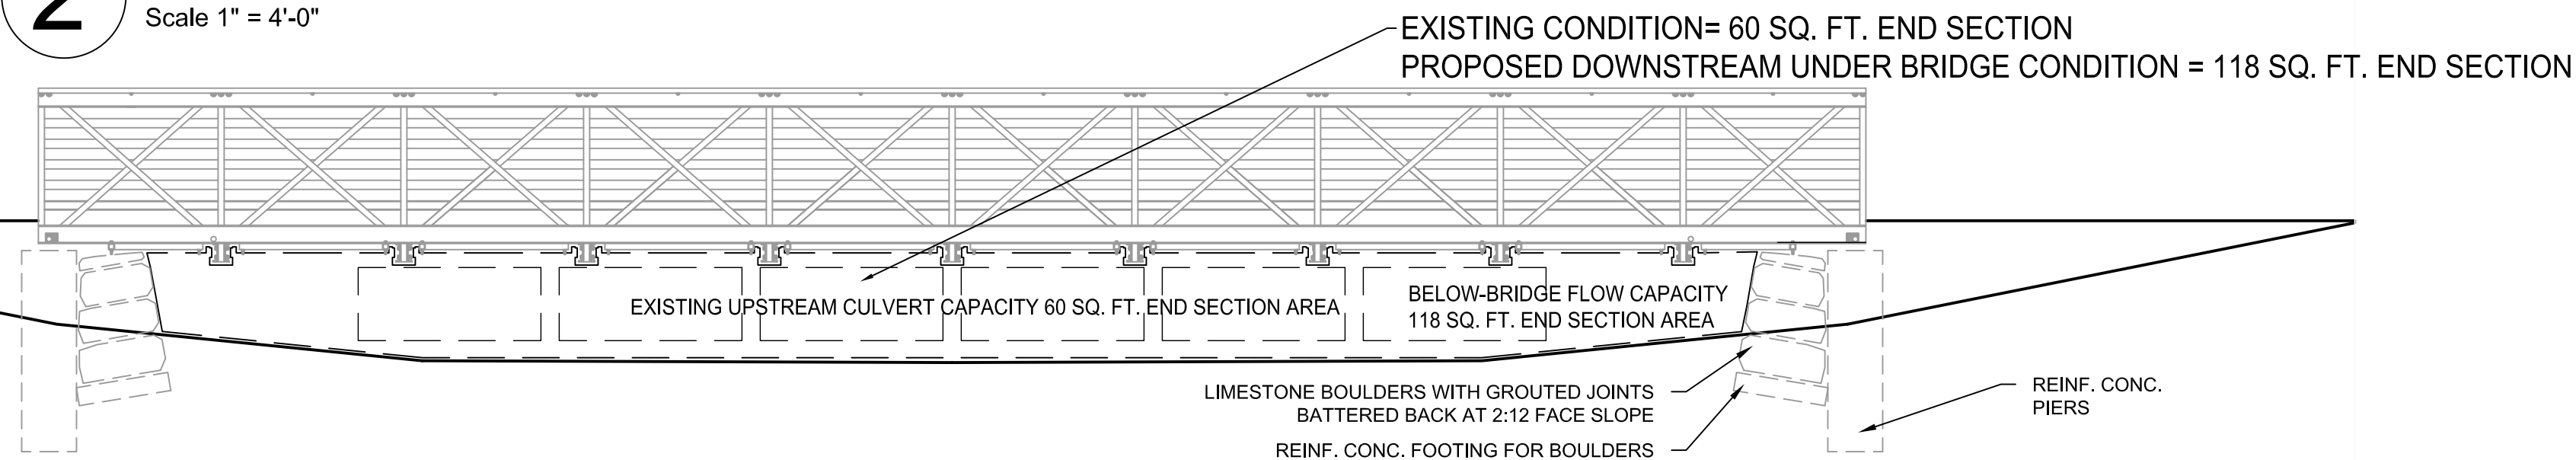 2
Scale 1" = 4'-0"
EXISTING CONDITION= 60 SQ. FT. END SECTION
PROPOSED DOWNSTREAM UNDER BRIDGE CONDITION = 118 SQ. FT. END SECTION
EXISTING UPSTREAM CULVERT CAPACITY 60 SQ. FT. END SECTION AREA
BELOW-BRIDGE FLOW CAPACITY
118 SQ. FT. END SECTION AREA
LIMESTONE BOULDERS WITH GROUTED JOINTS
BATTERED BACK AT 2:12 FACE SLOPE
REINF. CONC. FOOTING FOR BOULDERS
REINF. CONC.
PIERS